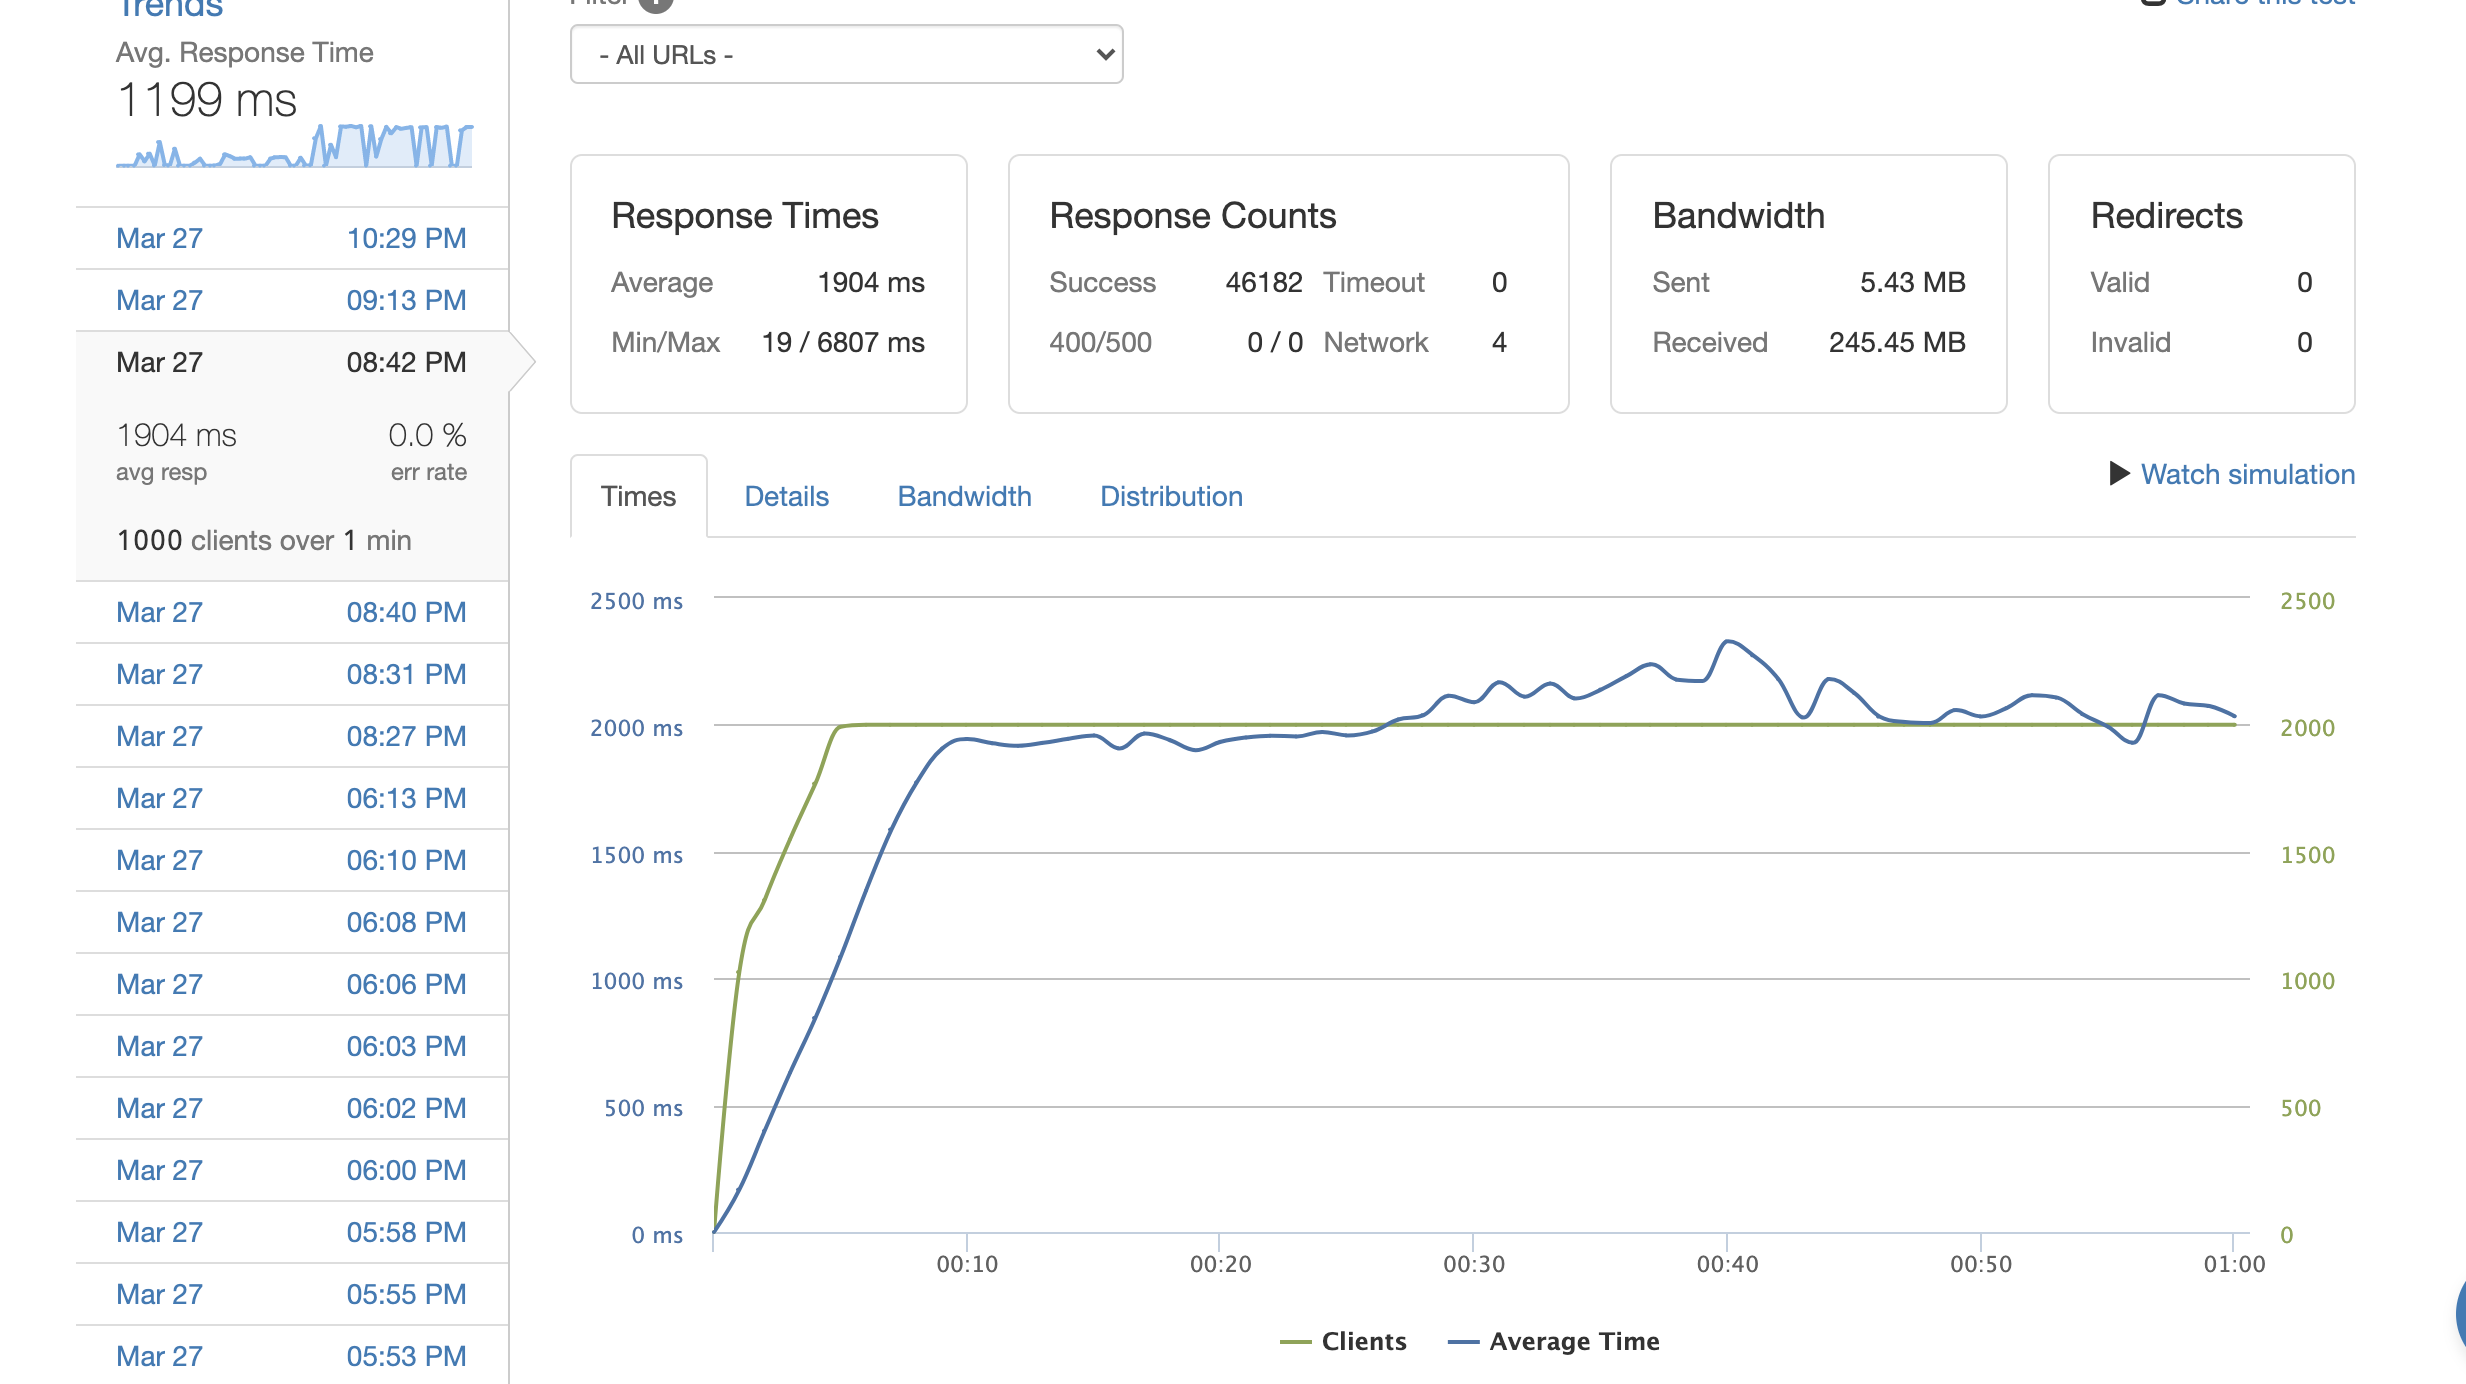 Trends
Avg. Response Time
1199 ms
Mar 27 10:29 PM
Mar 27 09:13 PM
Mar 27 08:42 PM
1904 ms 0.0 %
avg resp err rate
1000 clients over 1 min
Mar 27 08:40 PM
Mar 27 08:31 PM
Mar 27 08:27 PM
Mar 27 06:13 PM
Mar 27 06:10 PM
Mar 27 06:08 PM
Mar 27 06:06 PM
Mar 27 06:03 PM
Mar 27 06:02 PM
Mar 27 06:00 PM
Mar 27 05:58 PM
Mar 27 05:55 PM
Mar 27 05:53 PM
Filter
Share this test
- All URLs -
Response Times
Average 1904 ms
Min/Max 19 / 6807 ms
Response Counts
Success 46182 Timeout 0
400/500 0 / 0 Network 4
Bandwidth
Sent 5.43 MB
Received 245.45 MB
Redirects
Valid 0
Invalid 0
Times Details Bandwidth Distribution
Watch simulation
2500 ms 2500
2000 ms 2000
1500 ms 1500
1000 ms 1000
500 ms 500
0 ms 0
00:10 00:20 00:30 00:40 00:50 01:00
Clients Average Time